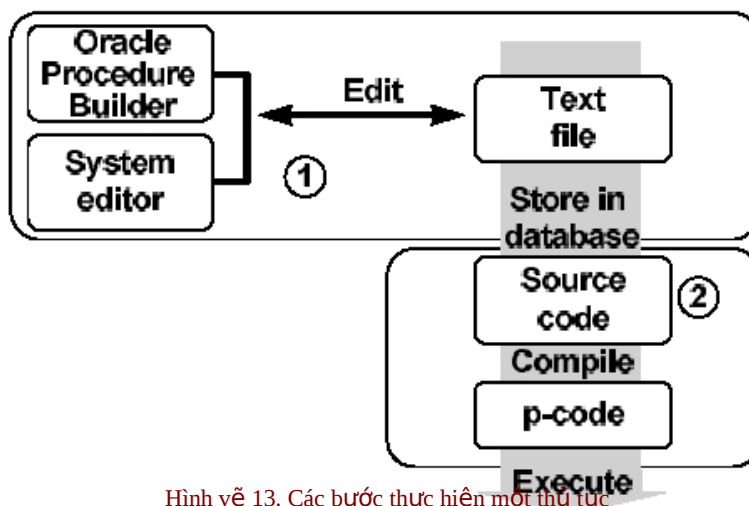 Oracle
Procedure
Builder
System
editor
Edit
1
Text
file
Store in
database
Source
code
2
Compile
p-code
Execute
Hình vẽ 13. Các bước thực hiện một thủ tục